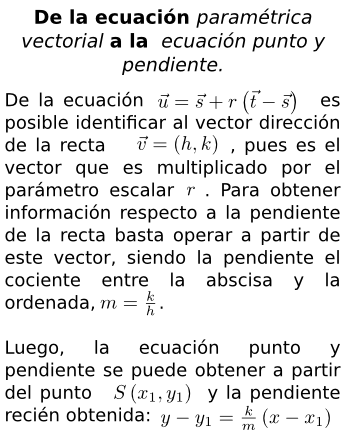 De la ecuación paramétrica
vectorial a la ecuación punto y
pendiente.
De la ecuación $\vec{u} = \vec{s} + r\left(\vec{t} - \vec{s}\right)$ es
posible identificar al vector dirección
de la recta $\vec{v} = (h, k)$ , pues es el
vector que es multiplicado por el
parámetro escalar $r$ . Para obtener
información respecto a la pendiente
de la recta basta operar a partir de
este vector, siendo la pendiente el
cociente entre la abscisa y la
ordenada, $m = \frac{k}{h}$.
Luego, la ecuación punto y
pendiente se puede obtener a partir
del punto $S(x_1, y_1)$ y la pendiente
recién obtenida: $y - y_1 = \frac{k}{m}(x - x_1)$